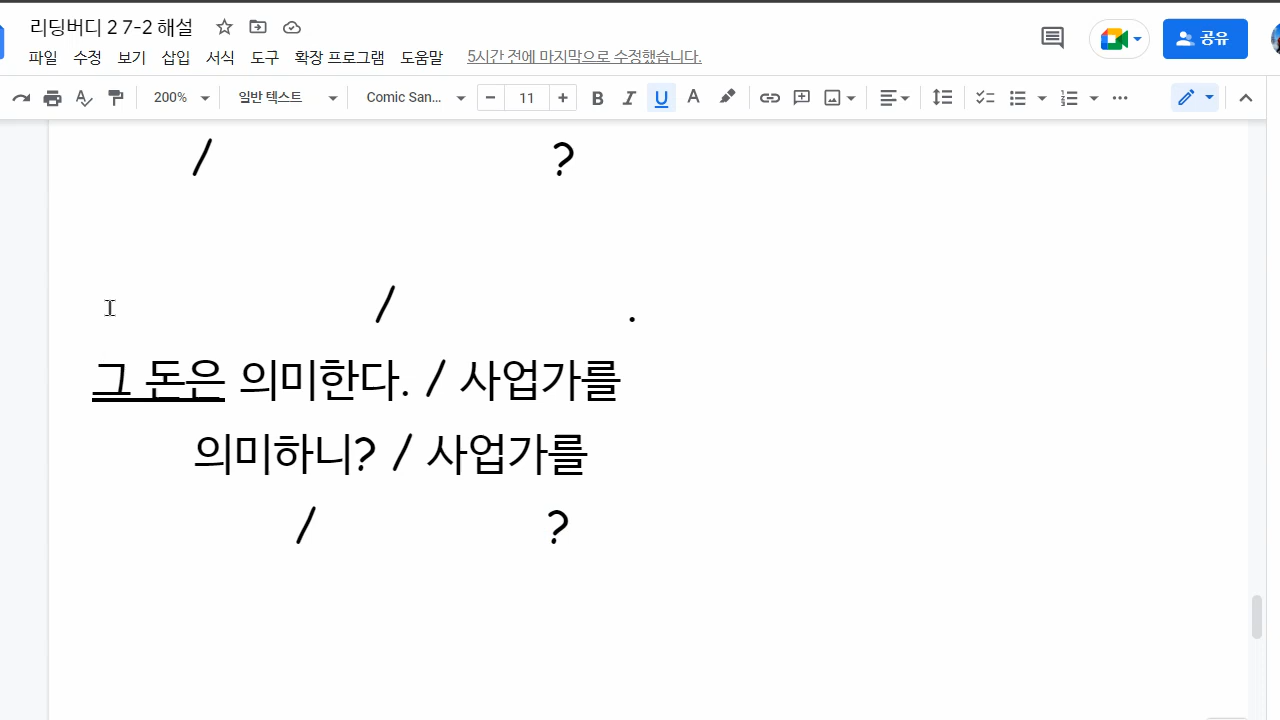 리딩버디 2 7-2 해설
파일 수정 보기 삽입 서식 도구 확장 프로그램 도움말 5시간 전에 마지막으로 수정했습니다.
공유
200% 일반 텍스트 Comic San... - 11 + B I U A
/ ?
/ .
그 돈은 의미한다. / 사업가를
의미하니? / 사업가를
/ ?